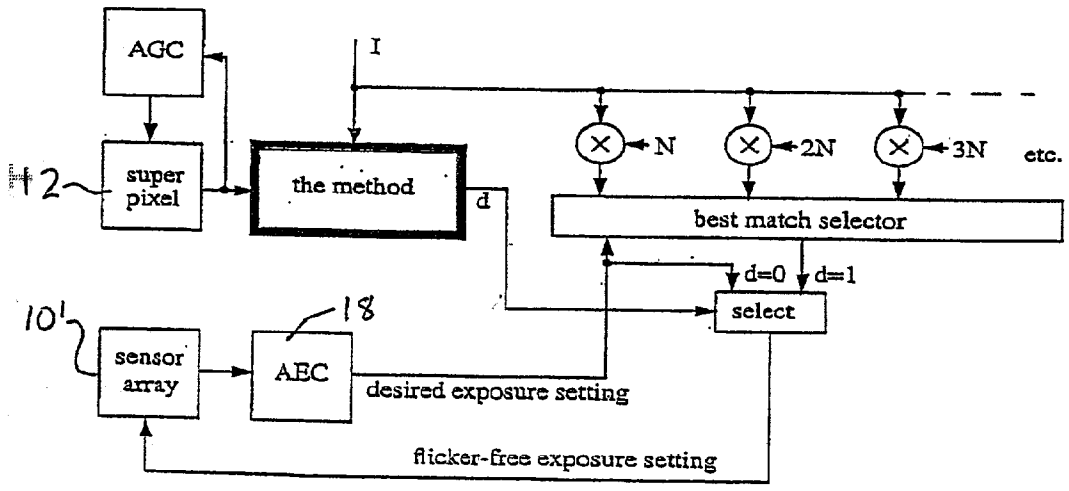 AGC
I
super
pixel
42
the method
d
× N
× 2N
× 3N
etc.
best match selector
d=0
d=1
select
10'
18
sensor
array
AEC
desired exposure setting
flicker-free exposure setting